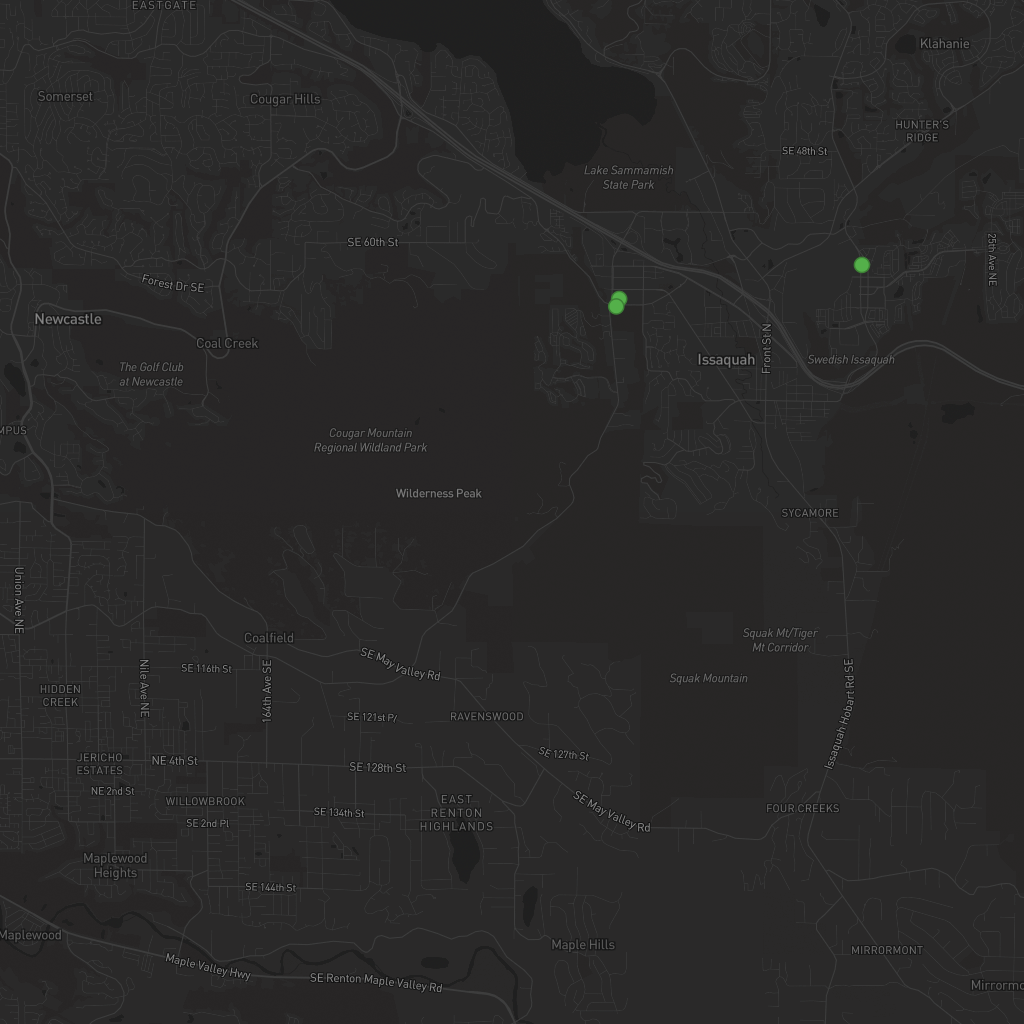 EASTGATE
Klahanie
Somerset
Cougar Hills
HUNTER'S
RIDGE
SE 48th St
Lake Sammamish
State Park
SE 60th St
25th Ave NE
Forest Dr SE
Newcastle
Coal Creek
Front St N
Issaquah
Swedish Issaquah
The Golf Club
at Newcastle
MPUS
Cougar Mountain
Regional Wildland Park
Wilderness Peak
SYCAMORE
Union Ave NE
Coalfield
Squak Mt/Tiger
Mt Corridor
SE May Valley Rd
SE 116th St
Nile Ave NE
164th Ave SE
Squak Mountain
Issaquah Hobart Rd SE
HIDDEN
CREEK
SE 121st Pl
RAVENSWOOD
SE 127th St
JERICHO
ESTATES
NE 4th St
SE 128th St
NE 2nd St
WILLOWBROOK
EAST
RENTON
HIGHLANDS
SE 134th St
SE May Valley Rd
FOUR CREEKS
SE 2nd Pl
Maplewood
Heights
SE 144th St
Maplewood
Maple Hills
MIRRORMONT
Maple Valley Hwy
SE Renton Maple Valley Rd
Mirrormo